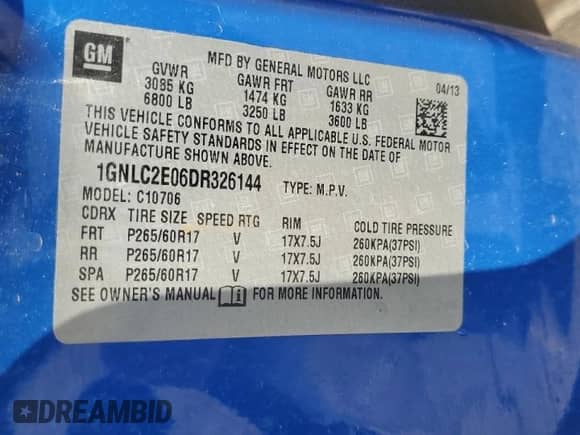 GM
MFD BY GENERAL MOTORS LLC
04/13
GVWR GAWR FRT GAWR RR
3085 KG 1474 KG 1633 KG
6800 LB 3250 LB 3600 LB
THIS VEHICLE CONFORMS TO ALL APPLICABLE U.S. FEDERAL MOTOR
VEHICLE SAFETY STANDARDS IN EFFECT ON THE DATE OF
MANUFACTURE SHOWN ABOVE.
1GNLC2E06DR326144 TYPE: M.P.V.
MODEL: C10706
CDRX TIRE SIZE SPEED RTG RIM COLD TIRE PRESSURE
FRT P265/60R17 V 17X7.5J 260KPA(37PSI)
RR P265/60R17 V 17X7.5J 260KPA(37PSI)
SPA P265/60R17 V 17X7.5J 260KPA(37PSI)
SEE OWNER'S MANUAL FOR MORE INFORMATION.
DREAMBID